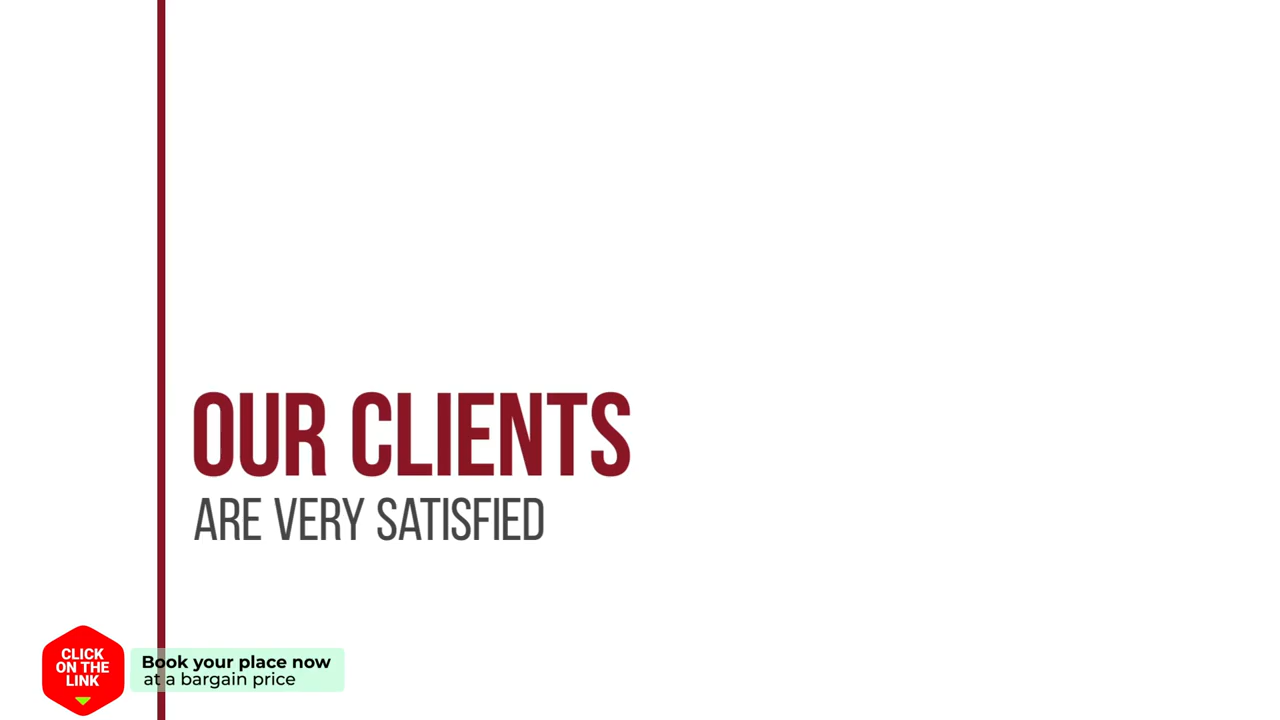 OUR CLIENTS
ARE VERY SATISFIED
CLICK
ON THE
LINK
Book your place now
at a bargain price